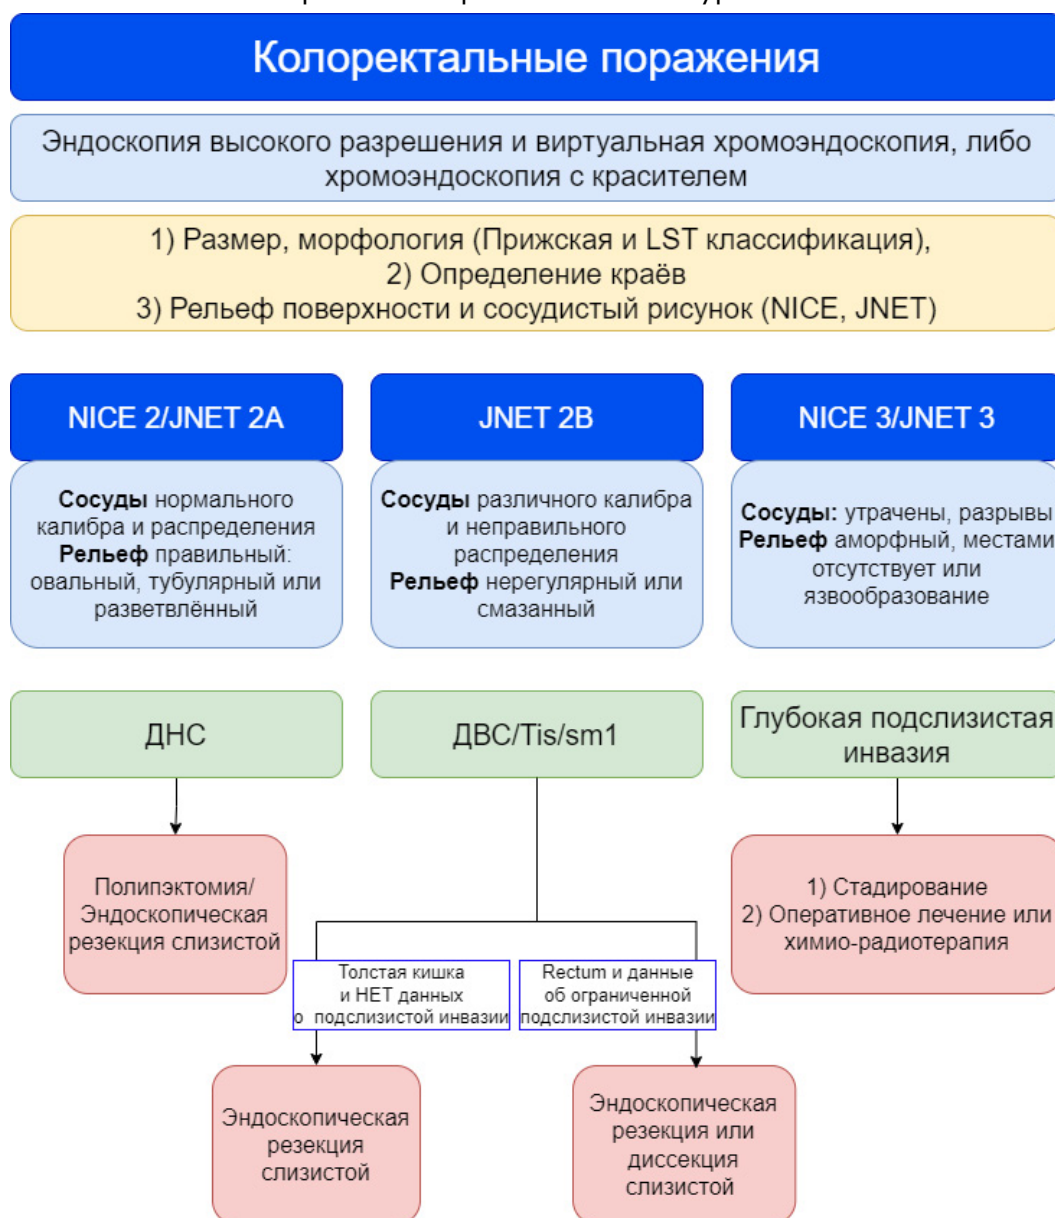 Колоректальные поражения
Эндоскопия высокого разрешения и виртуальная хромоэндоскопия, либо
хромоэндоскопия с красителем
1) Размер, морфология (Прижская и LST классификация),
2) Определение краёв
3) Рельеф поверхности и сосудистый рисунок (NICE, JNET)
NICE 2/JNET 2A
Сосуды нормального
калибра и распределения
Рельеф правильный:
овальный, тубулярный или
разветвлённый
JNET 2B
Сосуды различного калибра
и неправильного
распределения
Рельеф нерегулярный или
смазанный
NICE 3/JNET 3
Сосуды: утрачены, разрывы
Рельеф аморфный, местами
отсутствует или
язвообразование
ДНС
ДВС/Tis/sm1
Глубокая подслизистая
инвазия
Полипэктомия/
Эндоскопическая
резекция слизистой
1) Стадирование
2) Оперативное лечение или
химио-радиотерапия
Толстая кишка
и НЕТ данных
о подслизистой инвазии
Rectum и данные
об ограниченной
подслизистой инвазии
Эндоскопическая
резекция
слизистой
Эндоскопическая
резекция или
диссекция
слизистой